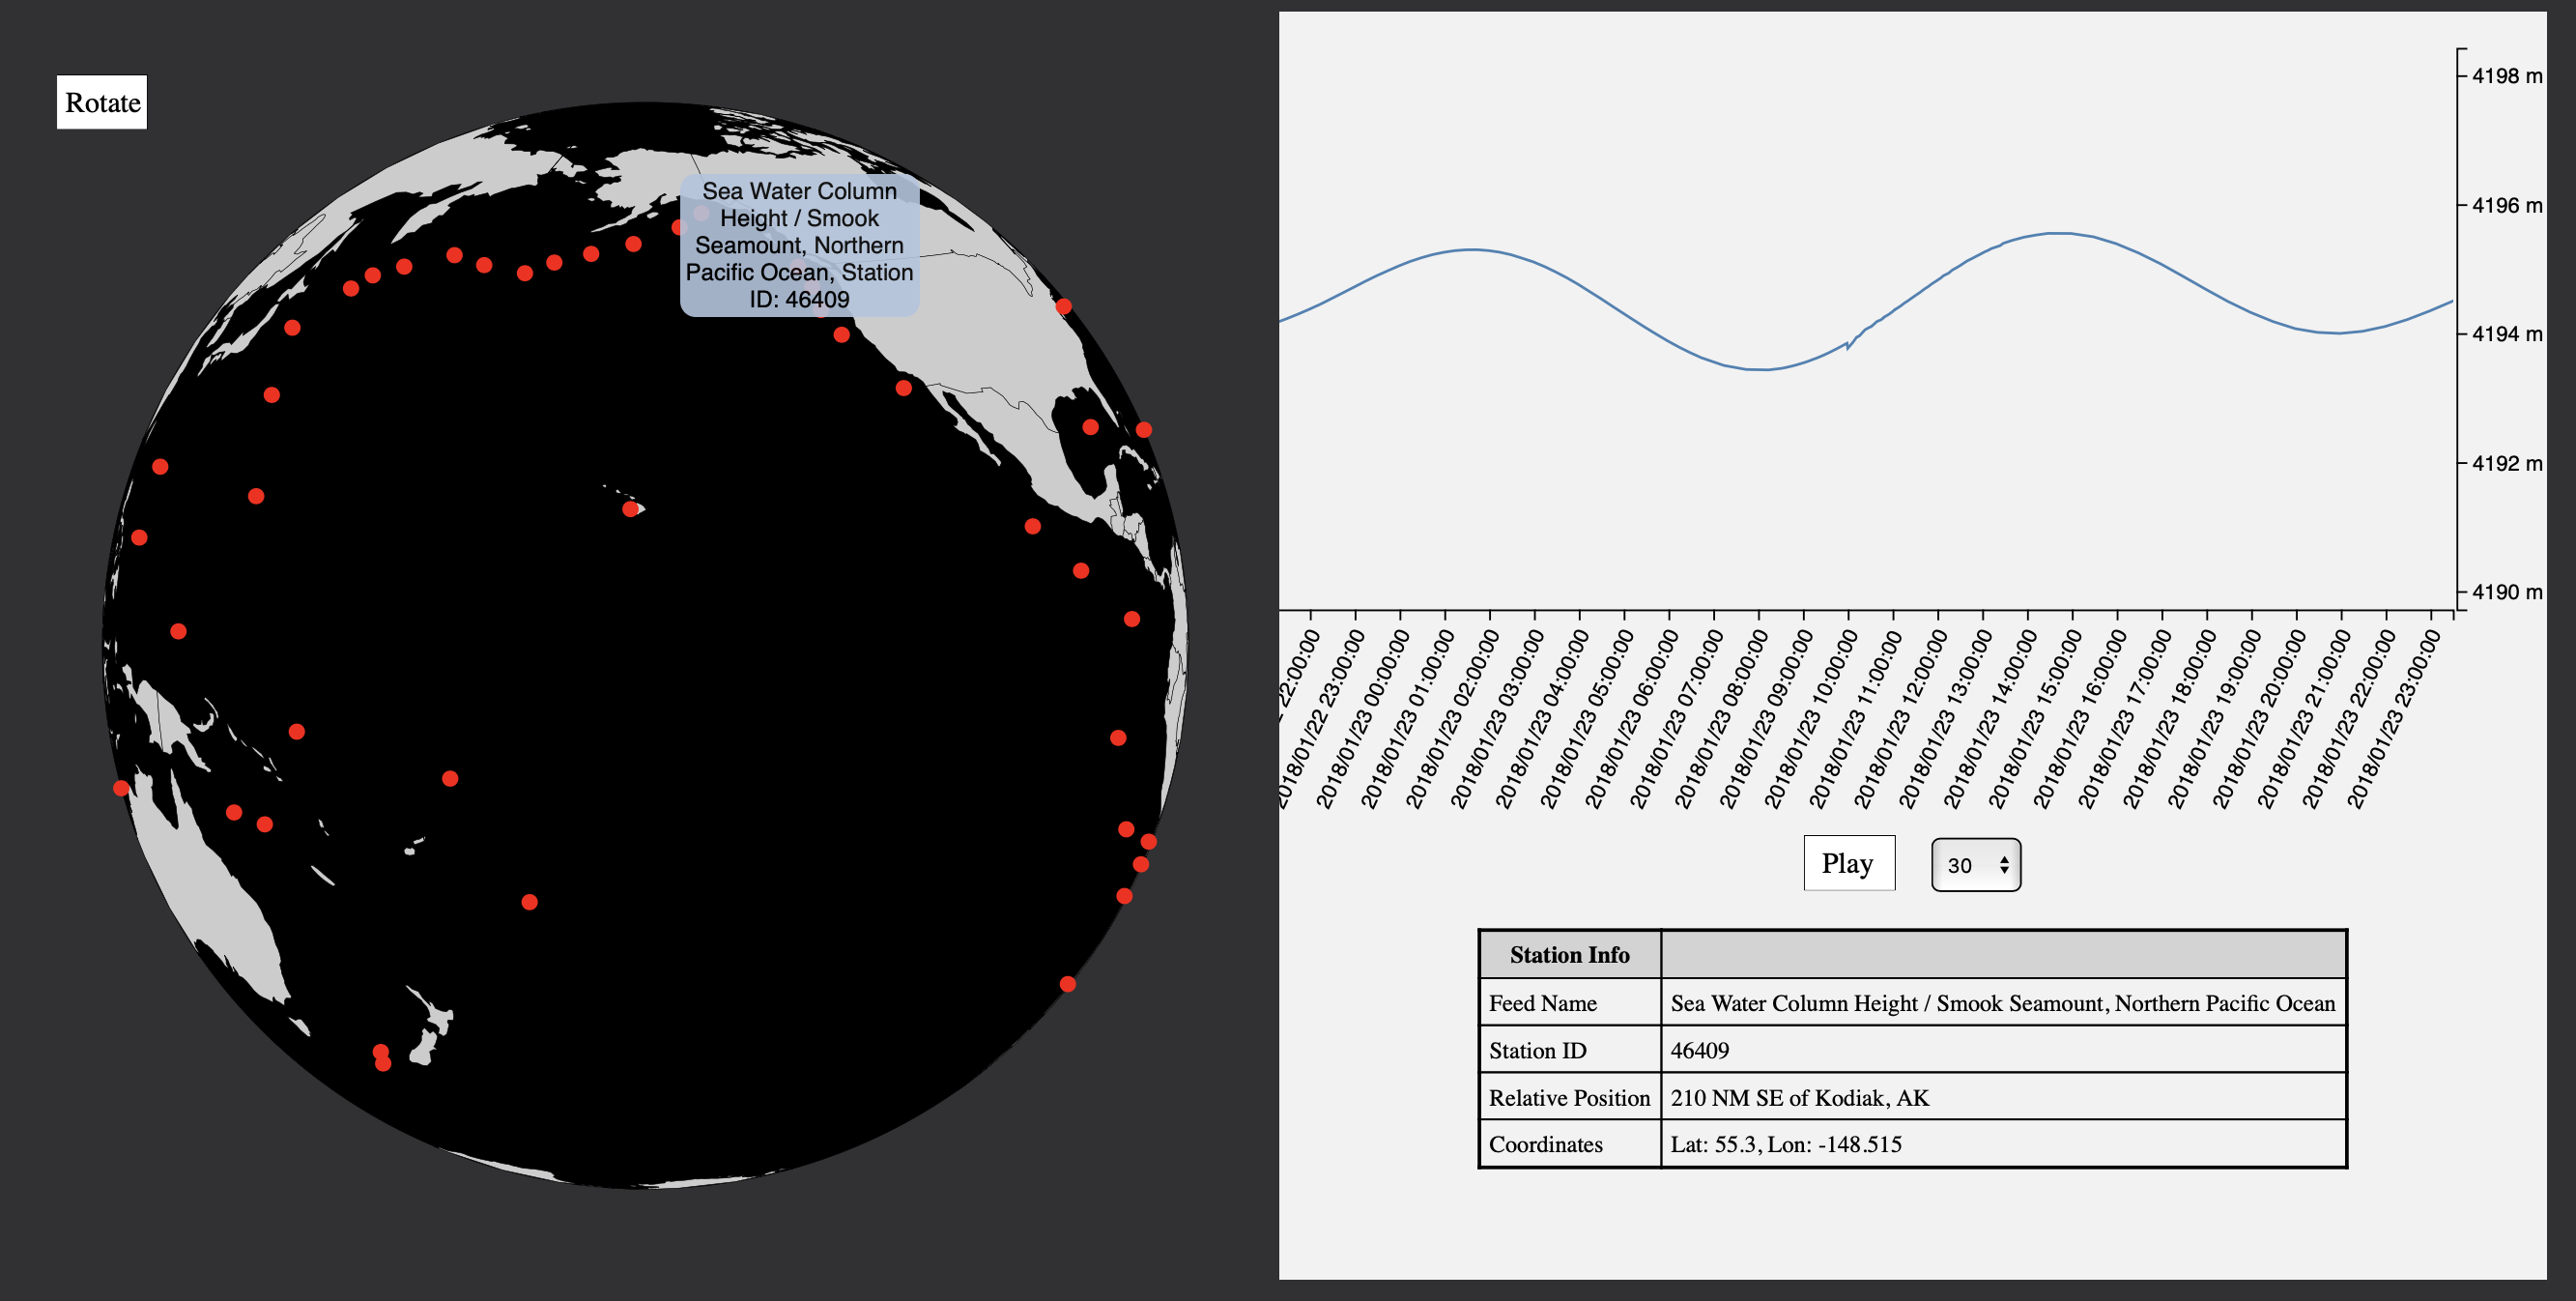 Rotate
Sea Water Column
Height / Smook
Seamount, Northern
Pacific Ocean, Station
ID: 46409
4198 m
4196 m
4194 m
4192 m
4190 m
22:00:00
2018/01/22 23:00:00
2018/01/23 00:00:00
2018/01/23 01:00:00
2018/01/23 02:00:00
2018/01/23 03:00:00
2018/01/23 04:00:00
2018/01/23 05:00:00
2018/01/23 06:00:00
2018/01/23 07:00:00
2018/01/23 08:00:00
2018/01/23 09:00:00
2018/01/23 10:00:00
2018/01/23 11:00:00
2018/01/23 12:00:00
2018/01/23 13:00:00
2018/01/23 14:00:00
2018/01/23 15:00:00
2018/01/23 16:00:00
2018/01/23 17:00:00
2018/01/23 18:00:00
2018/01/23 19:00:00
2018/01/23 20:00:00
2018/01/23 21:00:00
2018/01/23 22:00:00
2018/01/23 23:00:00
Play
30
Station Info
Feed Name Sea Water Column Height / Smook Seamount, Northern Pacific Ocean
Station ID 46409
Relative Position 210 NM SE of Kodiak, AK
Coordinates Lat: 55.3, Lon: -148.515